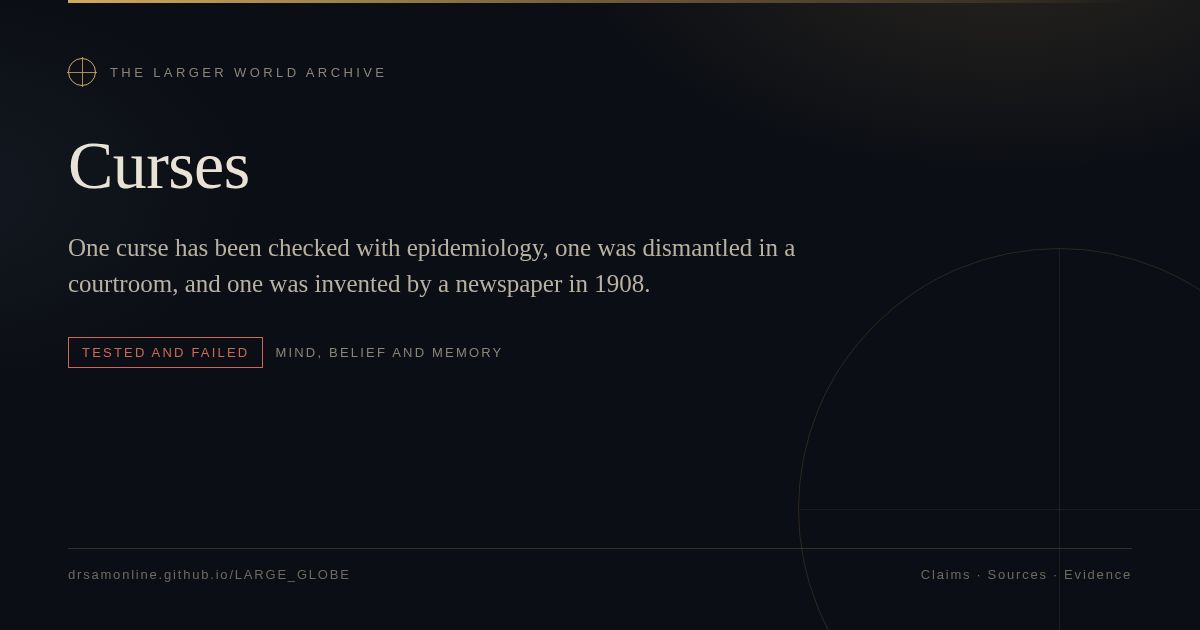 THE LARGER WORLD ARCHIVE
Curses
One curse has been checked with epidemiology, one was dismantled in a
courtroom, and one was invented by a newspaper in 1908.
TESTED AND FAILED MIND, BELIEF AND MEMORY
drsamonline.github.io/LARGE_GLOBE Claims · Sources · Evidence